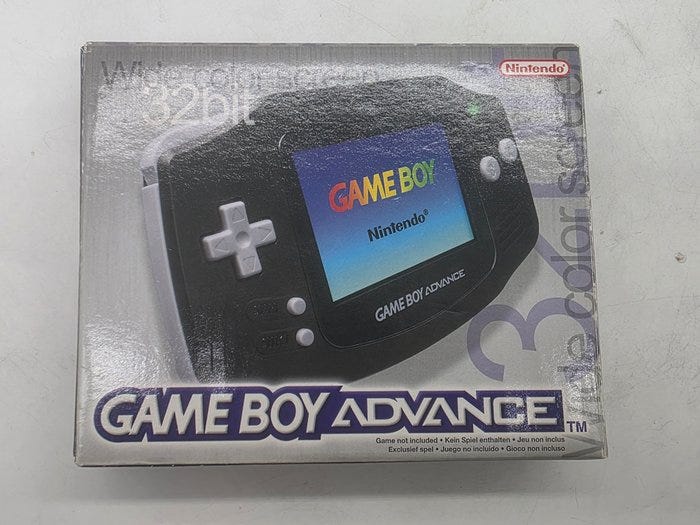 Wide color screen
32bit
Nintendo®
GAME BOY
Nintendo®
GAME BOY ADVANCE
32
Wide color screen
GAME BOY ADVANCE TM
Game not included • Kein Spiel enthalten • Jeu non inclus
Exclusief spel • Juego no incluido • Gioco non incluso